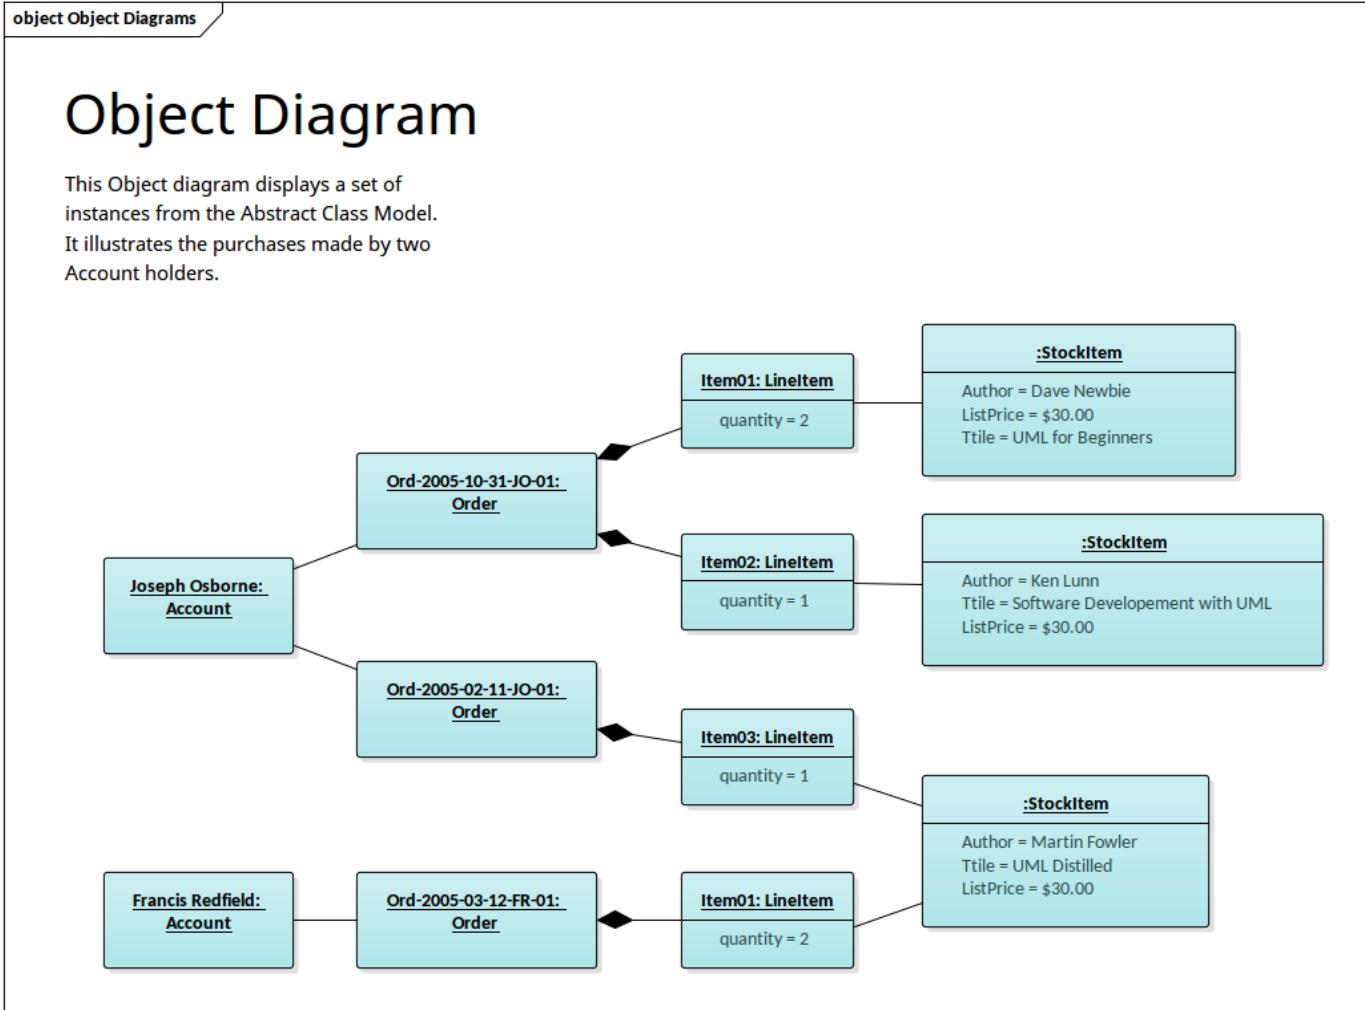 object Object Diagrams
Object Diagram
This Object diagram displays a set of
instances from the Abstract Class Model.
It illustrates the purchases made by two
Account holders.
:StockItem
Author = Dave Newbie
ListPrice = $30.00
Ttile = UML for Beginners
Item01: LineItem
quantity = 2
Ord-2005-10-31-JO-01:
Order
:StockItem
Author = Ken Lunn
Ttile = Software Developement with UML
ListPrice = $30.00
Item02: LineItem
quantity = 1
Joseph Osborne:
Account
Ord-2005-02-11-JO-01:
Order
Item03: LineItem
quantity = 1
:StockItem
Author = Martin Fowler
Ttile = UML Distilled
ListPrice = $30.00
Francis Redfield:
Account
Ord-2005-03-12-FR-01:
Order
Item01: LineItem
quantity = 2